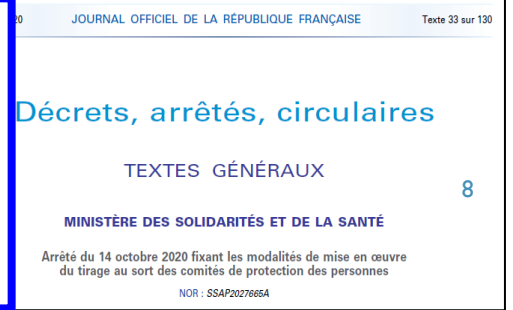 20 JOURNAL OFFICIEL DE LA RÉPUBLIQUE FRANÇAISE Texte 33 sur 130
Décrets, arrêtés, circulaires
TEXTES GÉNÉRAUX
8
MINISTÈRE DES SOLIDARITÉS ET DE LA SANTÉ
Arrêté du 14 octobre 2020 fixant les modalités de mise en œuvre
du tirage au sort des comités de protection des personnes
NOR : SSAP2027665A